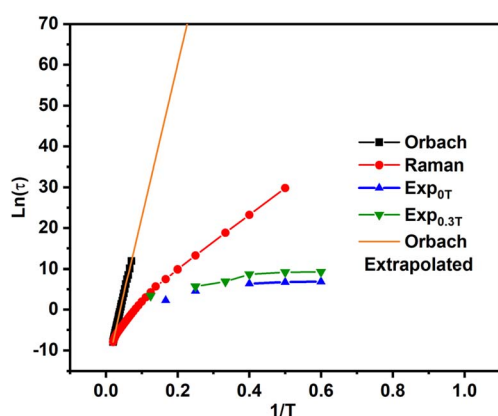 70
60
50
40
30
20
10
0
-10
Ln(τ)
0.0 0.2 0.4 0.6 0.8 1.0
1/T
Orbach
Raman
Exp0T
Exp0.3T
Orbach
Extrapolated